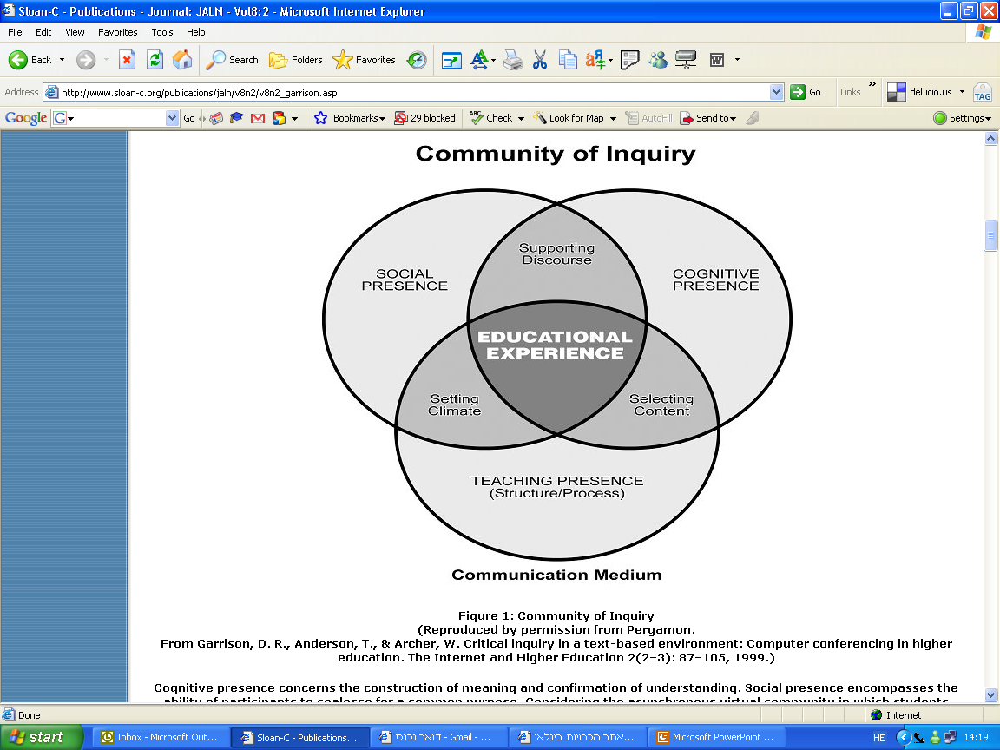 Sloan-C - Publications - Journal: JALN - Vol8:2 - Microsoft Internet Explorer
File Edit View Favorites Tools Help
Back Search Folders Favorites
Address http://www.sloan-c.org/publications/jaln/v8n2/v8n2_garrison.asp Go Links » del.icio.us TAG
Google G Go Bookmarks 29 blocked ABC Check Look for Map AutoFill Send to Settings
Community of Inquiry
Supporting
Discourse
SOCIAL
PRESENCE
COGNITIVE
PRESENCE
EDUCATIONAL
EXPERIENCE
Setting
Climate
Selecting
Content
TEACHING PRESENCE
(Structure/Process)
Communication Medium
Figure 1: Community of Inquiry
(Reproduced by permission from Pergamon.
From Garrison, D. R., Anderson, T., & Archer, W. Critical inquiry in a text-based environment: Computer conferencing in higher
education. The Internet and Higher Education 2(2–3): 87–105, 1999.)
Cognitive presence concerns the construction of meaning and confirmation of understanding. Social presence encompasses the
ability of participants to coalesce for a common purpose. Considering the asynchronous virtual community in which students
Done Internet
start Inbox - Microsoft Out... Sloan-C - Publications... דואר נכנס - Gmail - ... אתר הכרויות בינלאו... Microsoft PowerPoint ... HE 14:19